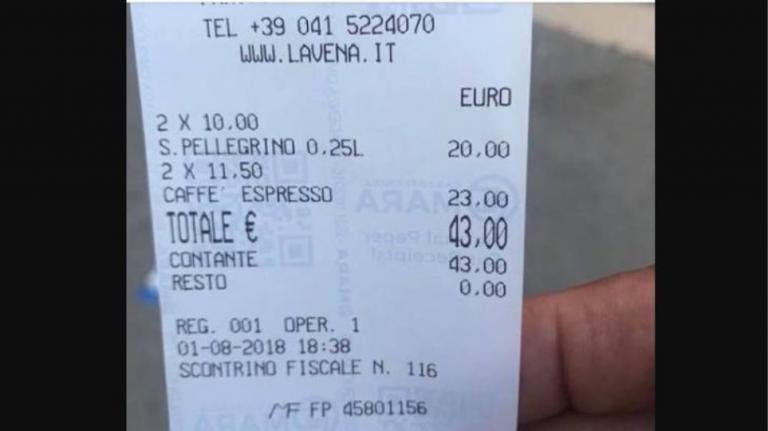 TEL +39 041 5224070
WWW.LAVENA.IT
EURO
2 X 10,00
S.PELLEGRINO 0,25L 20,00
2 X 11,50
CAFFE' ESPRESSO 23,00
TOTALE € 43,00
CONTANTE 43,00
RESTO 0,00
REG. 001 OPER. 1
01-08-2018 18:38
SCONTRINO FISCALE N. 116
MF FP 45801156